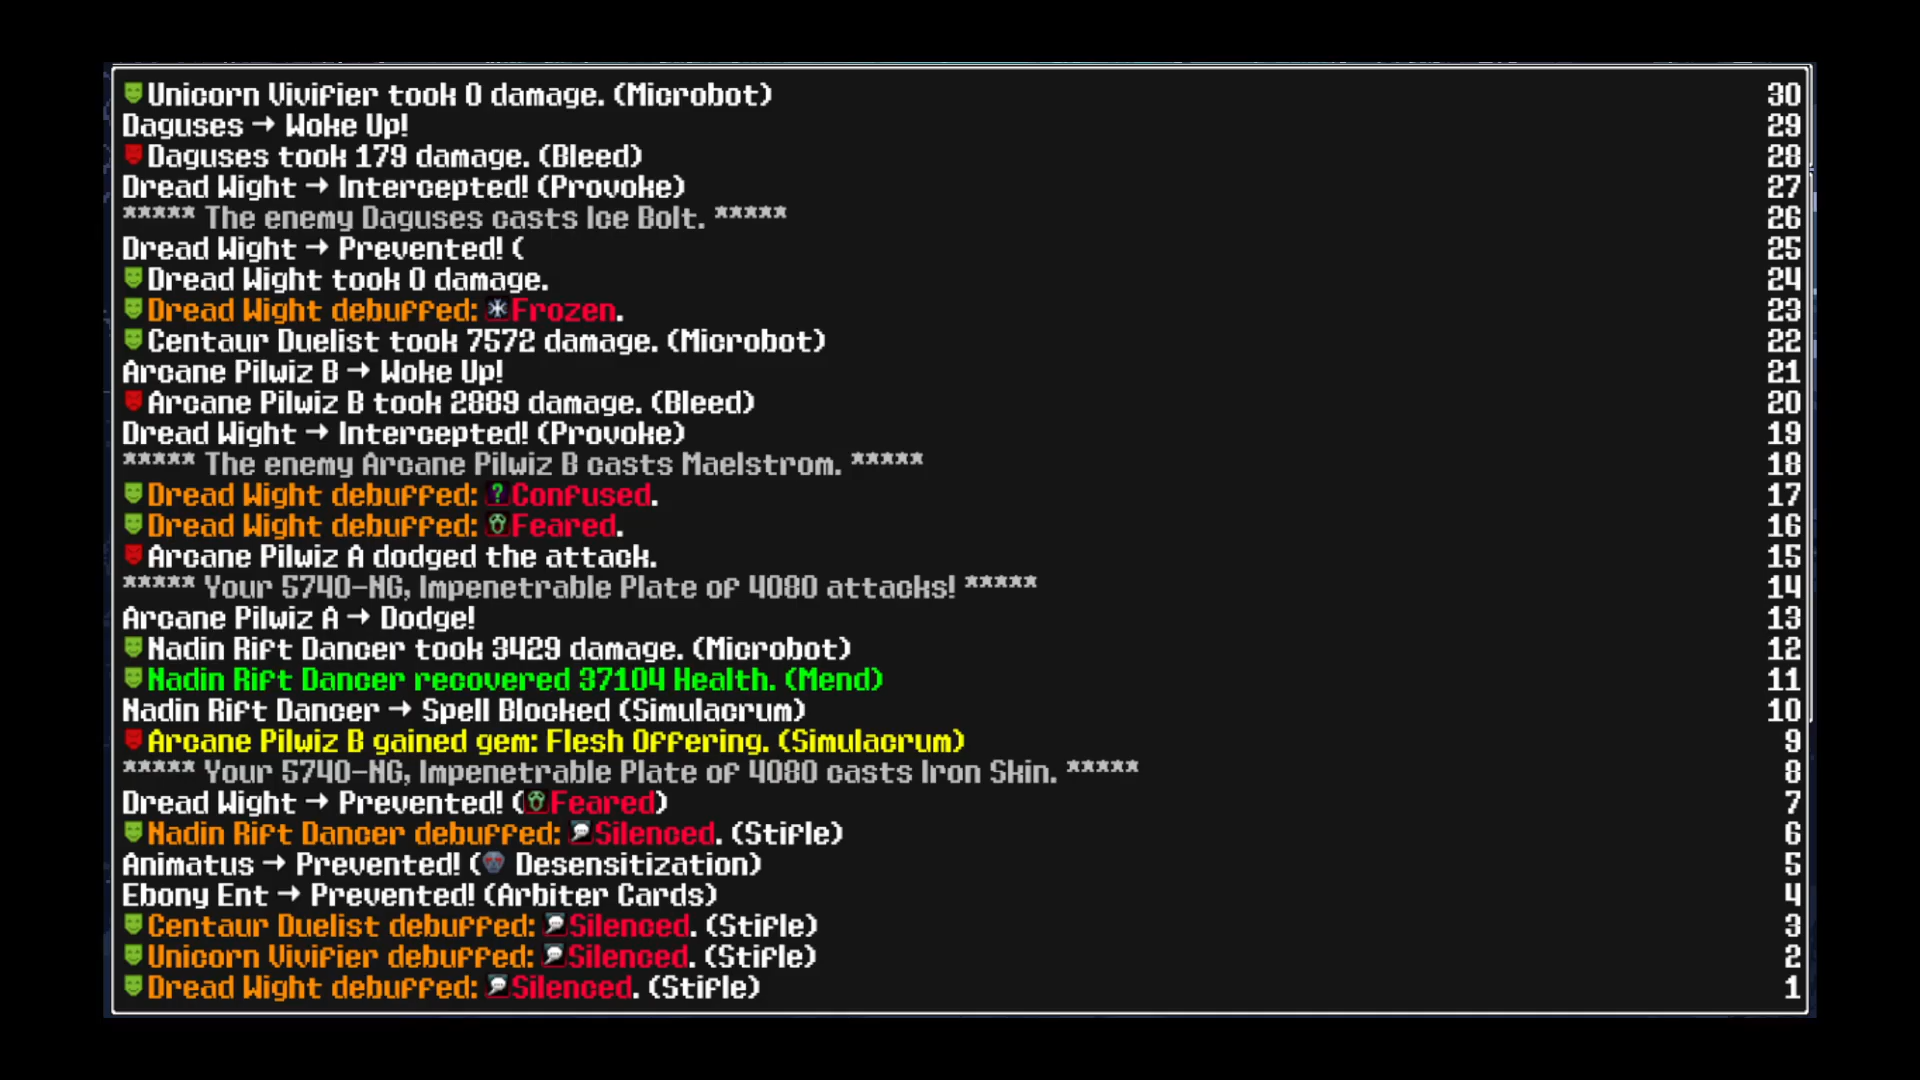 Unicorn Vivifier took 0 damage. (Microbot) 30
Daguses → Woke Up! 29
Daguses took 179 damage. (Bleed) 28
Dread Wight → Intercepted! (Provoke) 27
***** The enemy Daguses casts Ice Bolt. ***** 26
Dread Wight → Prevented! ( 25
Dread Wight took 0 damage. 24
Dread Wight debuffed: Frozen. 23
Centaur Duelist took 7572 damage. (Microbot) 22
Arcane Pilwiz B → Woke Up! 21
Arcane Pilwiz B took 2889 damage. (Bleed) 20
Dread Wight → Intercepted! (Provoke) 19
***** The enemy Arcane Pilwiz B casts Maelstrom. ***** 18
Dread Wight debuffed: Confused. 17
Dread Wight debuffed: Feared. 16
Arcane Pilwiz A dodged the attack. 15
***** Your 5740-NG, Impenetrable Plate of 4080 attacks! ***** 14
Arcane Pilwiz A → Dodge! 13
Nadin Rift Dancer took 3429 damage. (Microbot) 12
Nadin Rift Dancer recovered 37104 Health. (Mend) 11
Nadin Rift Dancer → Spell Blocked (Simulacrum) 10
Arcane Pilwiz B gained gem: Flesh Offering. (Simulacrum) 9
***** Your 5740-NG, Impenetrable Plate of 4080 casts Iron Skin. ***** 8
Dread Wight → Prevented! (Feared) 7
Nadin Rift Dancer debuffed: Silenced. (Stifle) 6
Animatus → Prevented! ( Desensitization) 5
Ebony Ent → Prevented! (Arbiter Cards) 4
Centaur Duelist debuffed: Silenced. (Stifle) 3
Unicorn Vivifier debuffed: Silenced. (Stifle) 2
Dread Wight debuffed: Silenced. (Stifle) 1